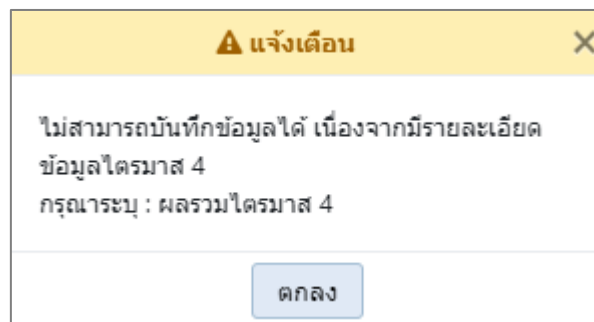 แจ้งเตือน
ไม่สามารถบันทึกข้อมูลได้ เนื่องจากมีรายละเอียด
ข้อมูลไตรมาส 4
กรุณาระบุ : ผลรวมไตรมาส 4
ตกลง